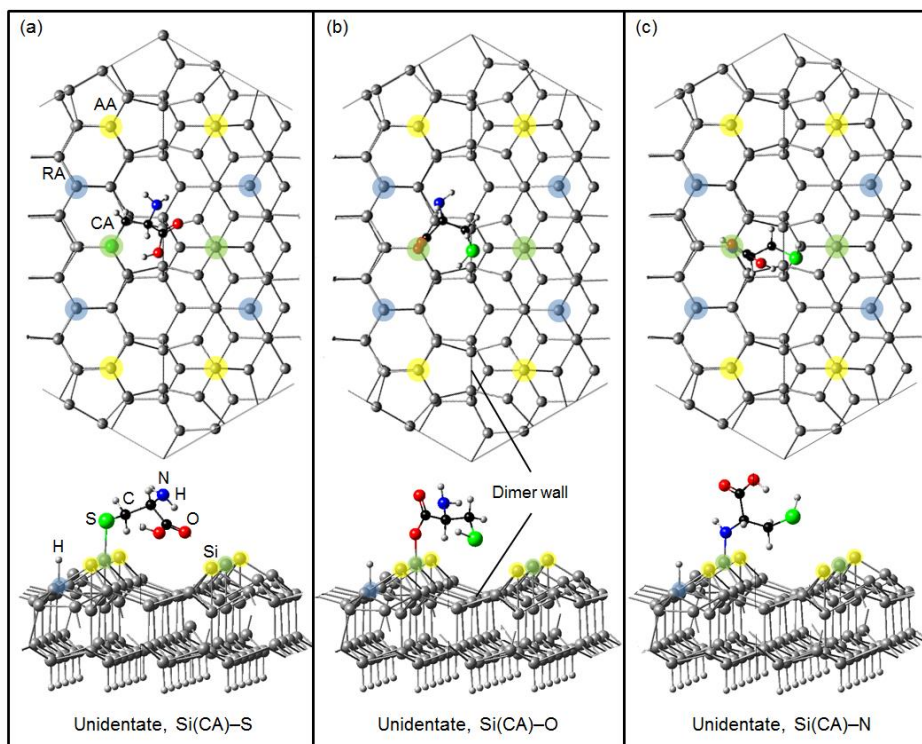 (a)
(b)
(c)
AA
RA
CA
N
H
C
S
O
H
Si
Dimer wall
Unidentate, Si(CA)–S
Unidentate, Si(CA)–O
Unidentate, Si(CA)–N